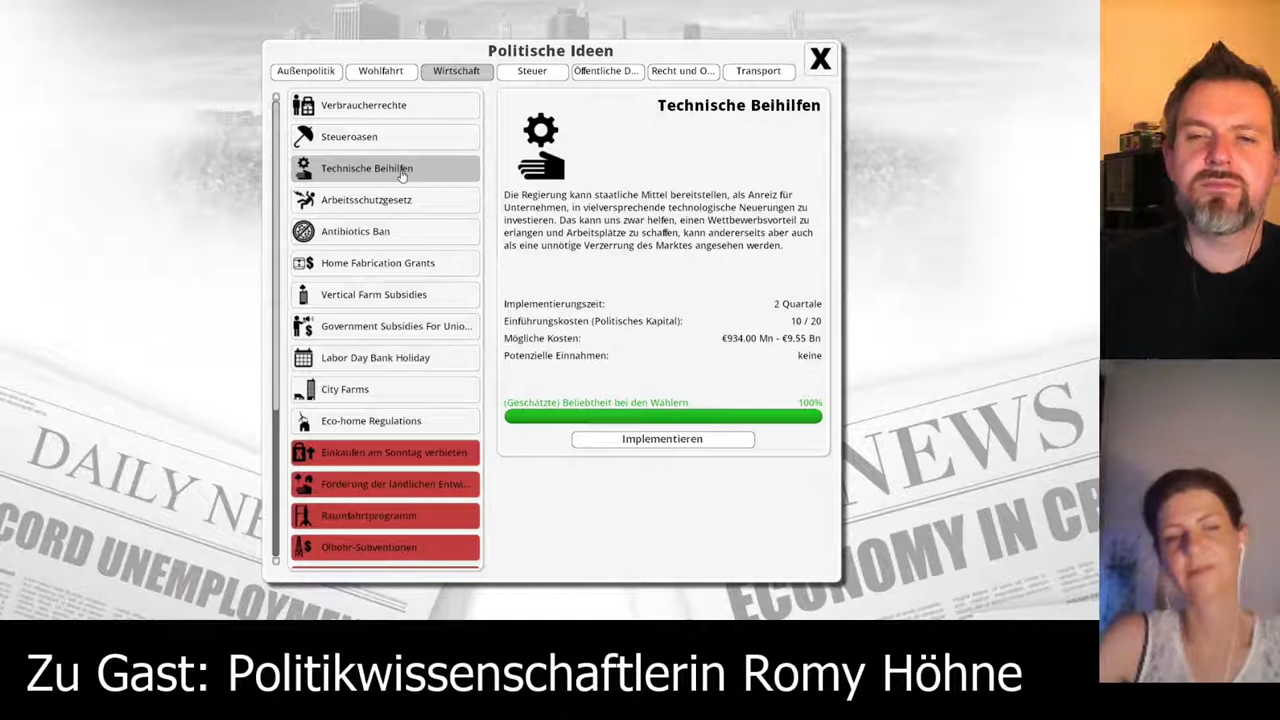 Politische Ideen
X
Außenpolitik
Wohlfahrt
Wirtschaft
Steuer
Öffentliche D...
Recht und O...
Transport
Verbraucherrechte
Steueroasen
Technische Beihilfen
Arbeitsschutzgesetz
Antibiotics Ban
Home Fabrication Grants
Vertical Farm Subsidies
Government Subsidies For Unio...
Labor Day Bank Holiday
City Farms
Eco-home Regulations
Einkaufen am Sonntag verbieten
Förderung der ländlichen Entwi...
Raumfahrtprogramm
Ölbohr-Subventionen
Technische Beihilfen
Die Regierung kann staatliche Mittel bereitstellen, als Anreiz für
Unternehmen, in vielversprechende technologische Neuerungen zu
investieren. Das kann uns zwar helfen, einen Wettbewerbsvorteil zu
erlangen und Arbeitsplätze zu schaffen, kann andererseits aber auch
als eine unnötige Verzerrung des Marktes angesehen werden.
Implementierungszeit: 2 Quartale
Einführungskosten (Politisches Kapital): 10 / 20
Mögliche Kosten: €934.00 Mn - €9.55 Bn
Potenzielle Einnahmen: keine
(Geschätzte) Beliebtheit bei den Wählern 100%
Implementieren
DAILY N
CORD UNEMPLOYM
NEWS
ECONOMY IN CR
Zu Gast: Politikwissenschaftlerin Romy Höhne